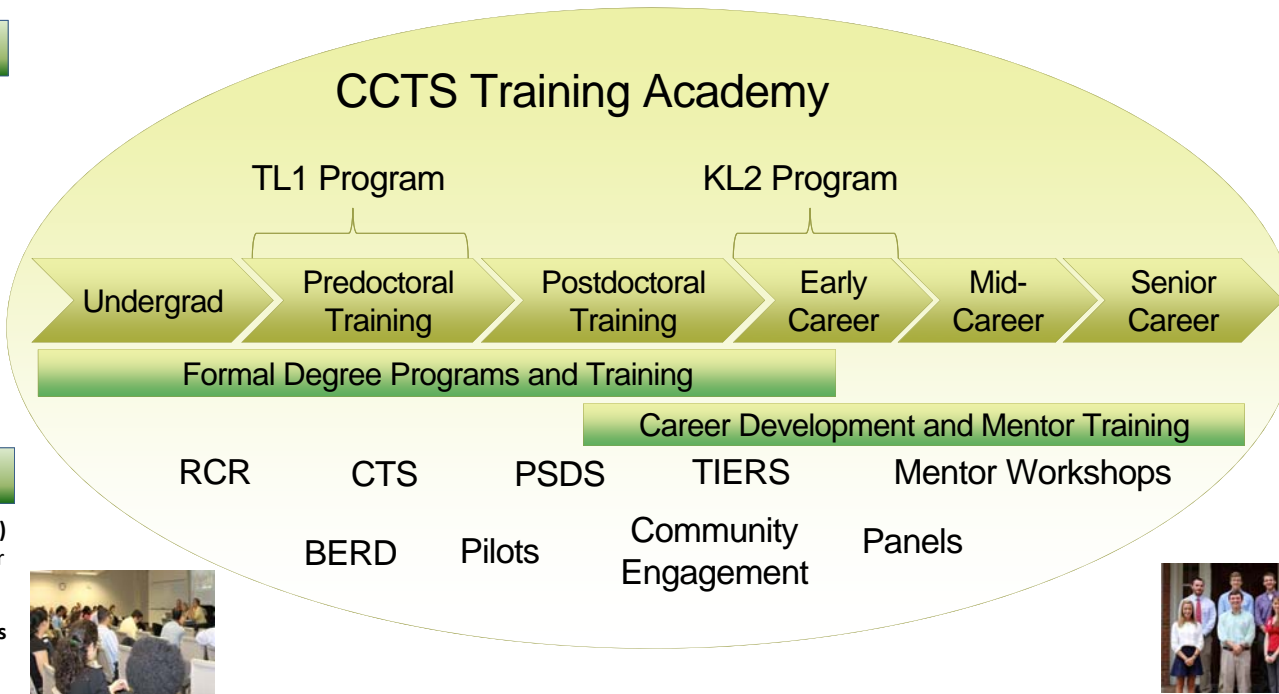 CCTS Training Academy
TL1 Program
KL2 Program
Undergrad
Predoctoral
Training
Postdoctoral
Training
Early
Career
Mid-
Career
Senior
Career
Formal Degree Programs and Training
Career Development and Mentor Training
RCR
CTS
PSDS
TIERS
Mentor Workshops
BERD
Pilots
Community
Engagement
Panels
)
r
s